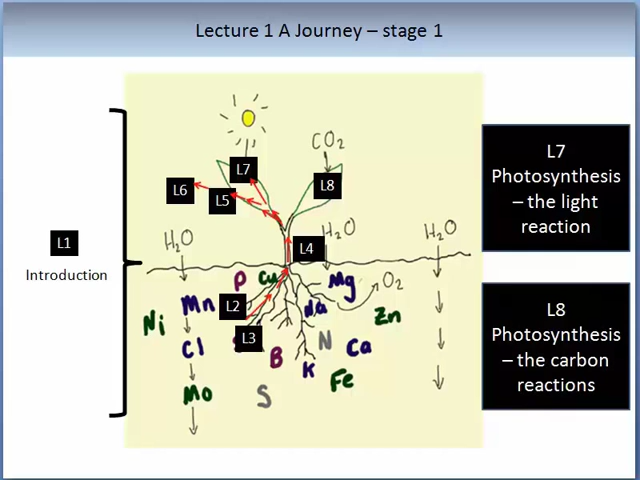 Lecture 1 A Journey – stage 1
CO₂
L7
L6
L5
L8
L7
Photosynthesis
– the light
reaction
L1
Introduction
H₂O
L4
H₂O
H₂O
P
Cu
Mg
O₂
Mn
L2
Zn
Ni
L3
Cl
B
N
Ca
K
Fe
Mo
S
L8
Photosynthesis
– the carbon
reactions